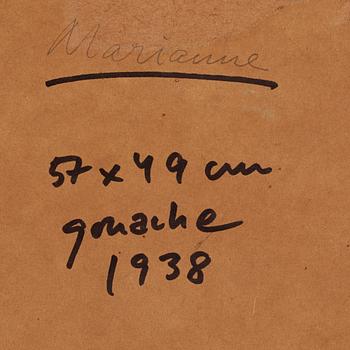 Marianne
57 x 49 cm
gouache
1938